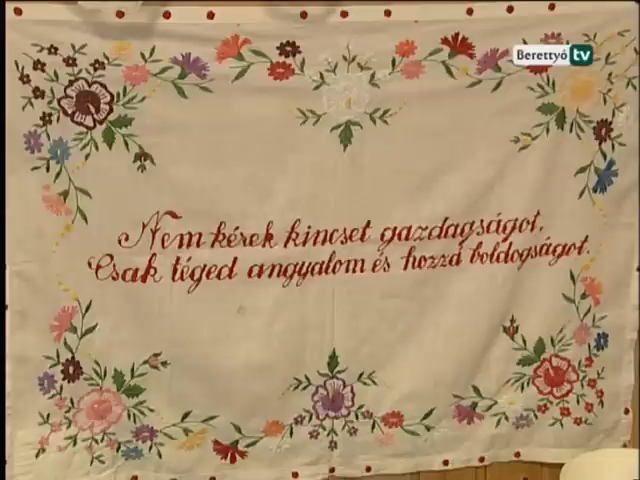 Berettyó tv
Nem kérek kincset gazdagságot,
Csak téged angyalom és hozzá boldogságot.